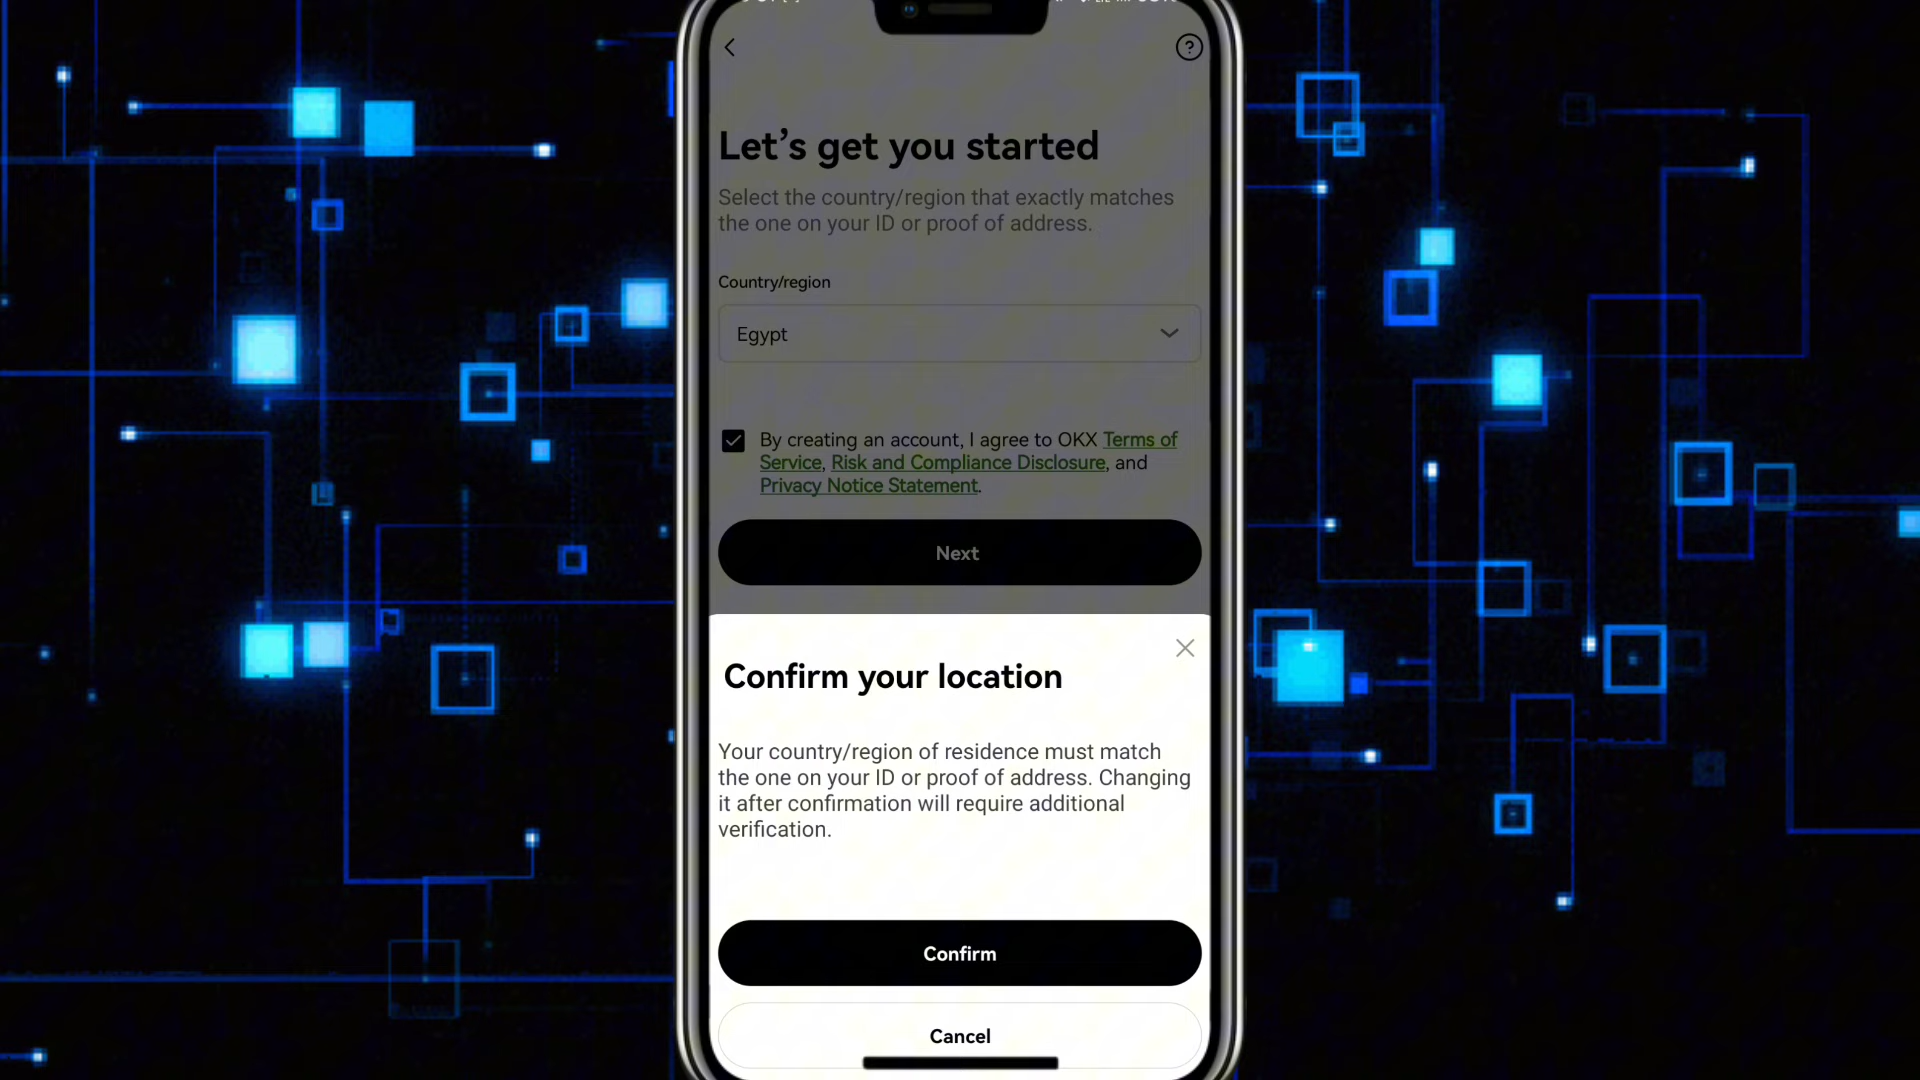 Let's get you started
Select the country/region that exactly matches
the one on your ID or proof of address.
Country/region
Egypt
By creating an account, I agree to OKX Terms of
Service, Risk and Compliance Disclosure, and
Privacy Notice Statement.
Next
Confirm your location
Your country/region of residence must match
the one on your ID or proof of address. Changing
it after confirmation will require additional
verification.
Confirm
Cancel